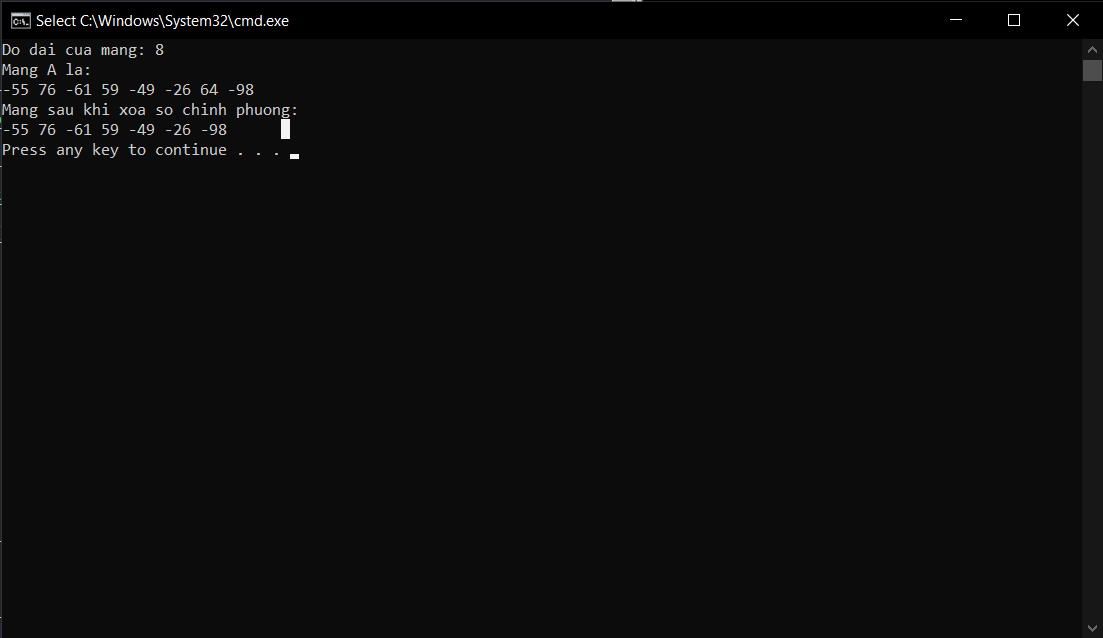 Select C:\Windows\System32\cmd.exe
Do dai cua mang: 8
Mang A la:
-55 76 -61 59 -49 -26 64 -98
Mang sau khi xoa so chinh phuong:
-55 76 -61 59 -49 -26 -98
Press any key to continue . . .